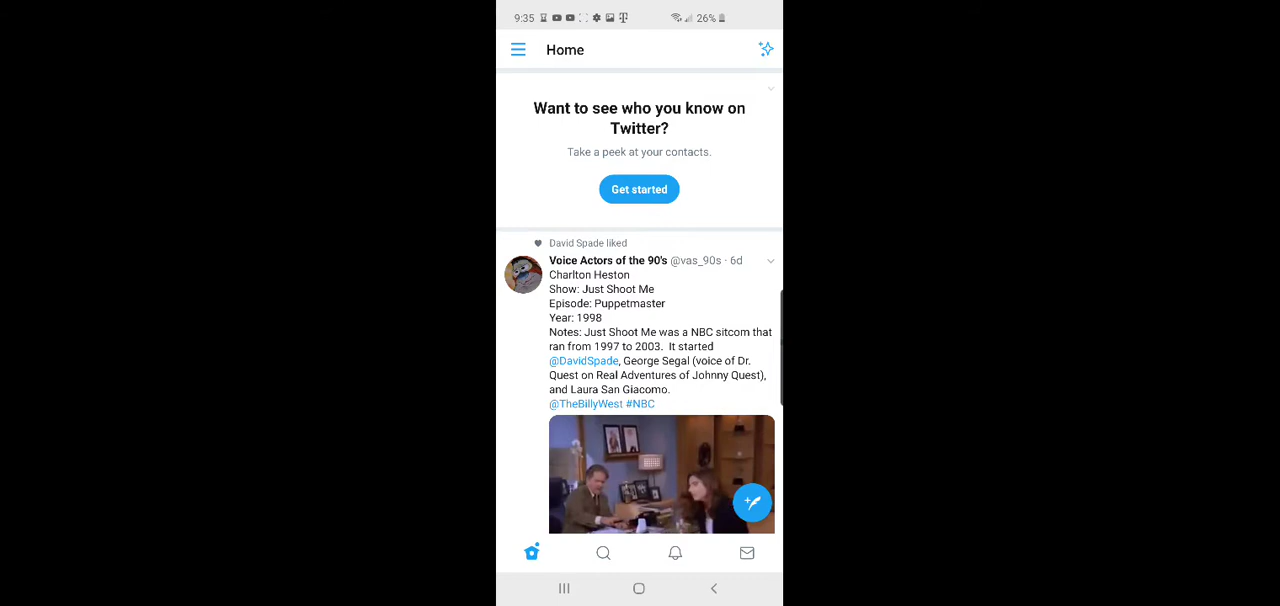 9:35
26%
Home
Want to see who you know on
Twitter?
Take a peek at your contacts.
Get started
David Spade liked
Voice Actors of the 90's @vas_90s · 6d
Charlton Heston
Show: Just Shoot Me
Episode: Puppetmaster
Year: 1998
Notes: Just Shoot Me was a NBC sitcom that
ran from 1997 to 2003. It started
@DavidSpade, George Segal (voice of Dr.
Quest on Real Adventures of Johnny Quest),
and Laura San Giacomo.
@TheBillyWest #NBC